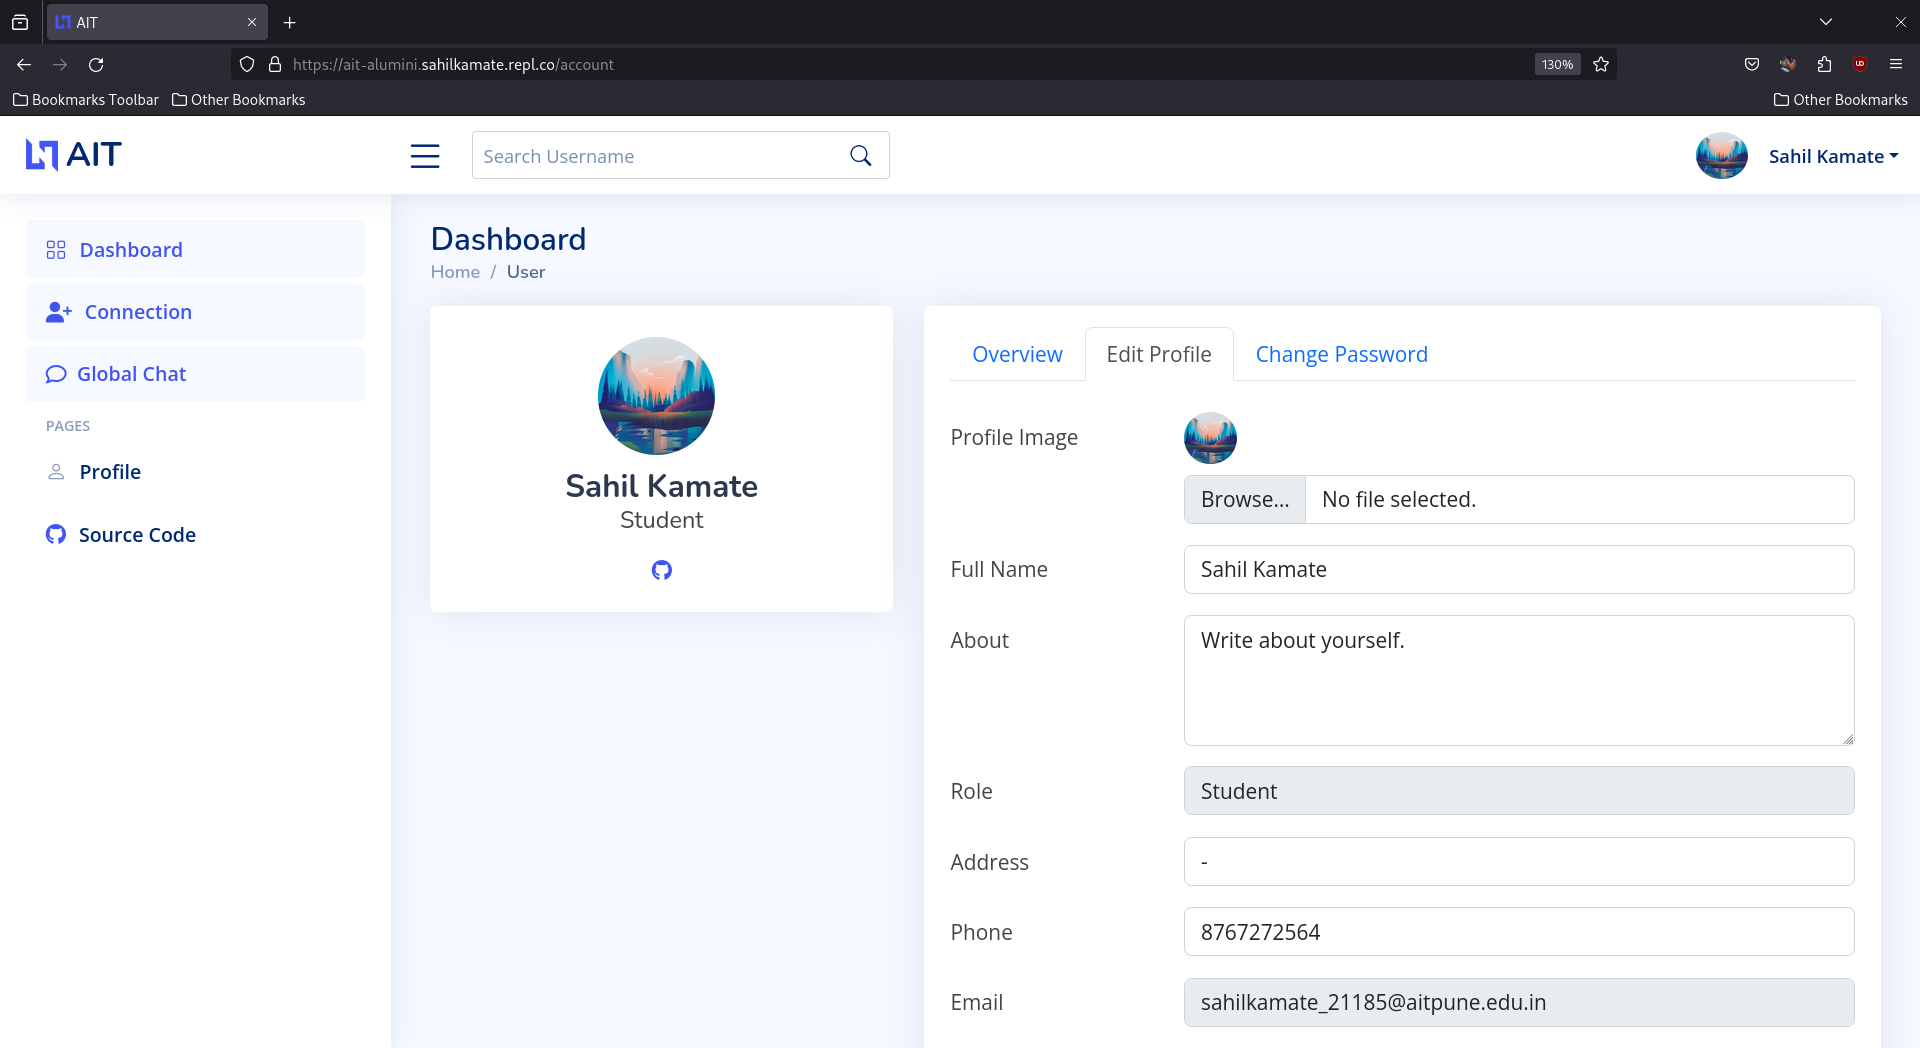 AIT
https://ait-alumini.sahilkamate.repl.co/account
130%
Bookmarks Toolbar
Other Bookmarks
Other Bookmarks
AIT
Search Username
Sahil Kamate
Dashboard
Connection
Global Chat
PAGES
Profile
Source Code
Dashboard
Home / User
Sahil Kamate
Student
Overview
Edit Profile
Change Password
Profile Image
Browse... No file selected.
Full Name
Sahil Kamate
About
Write about yourself.
Role
Student
Address
-
Phone
8767272564
Email
sahilkamate_21185@aitpune.edu.in